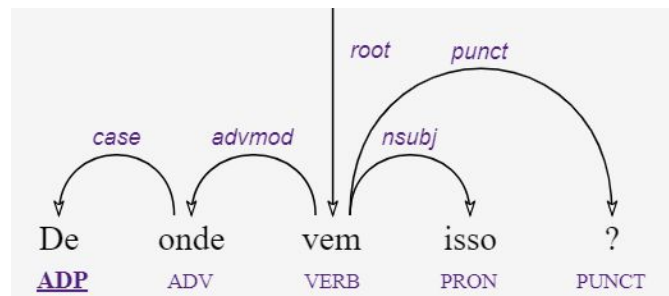 root punct
case advmod nsubj
De onde vem isso ?
ADP ADV VERB PRON PUNCT